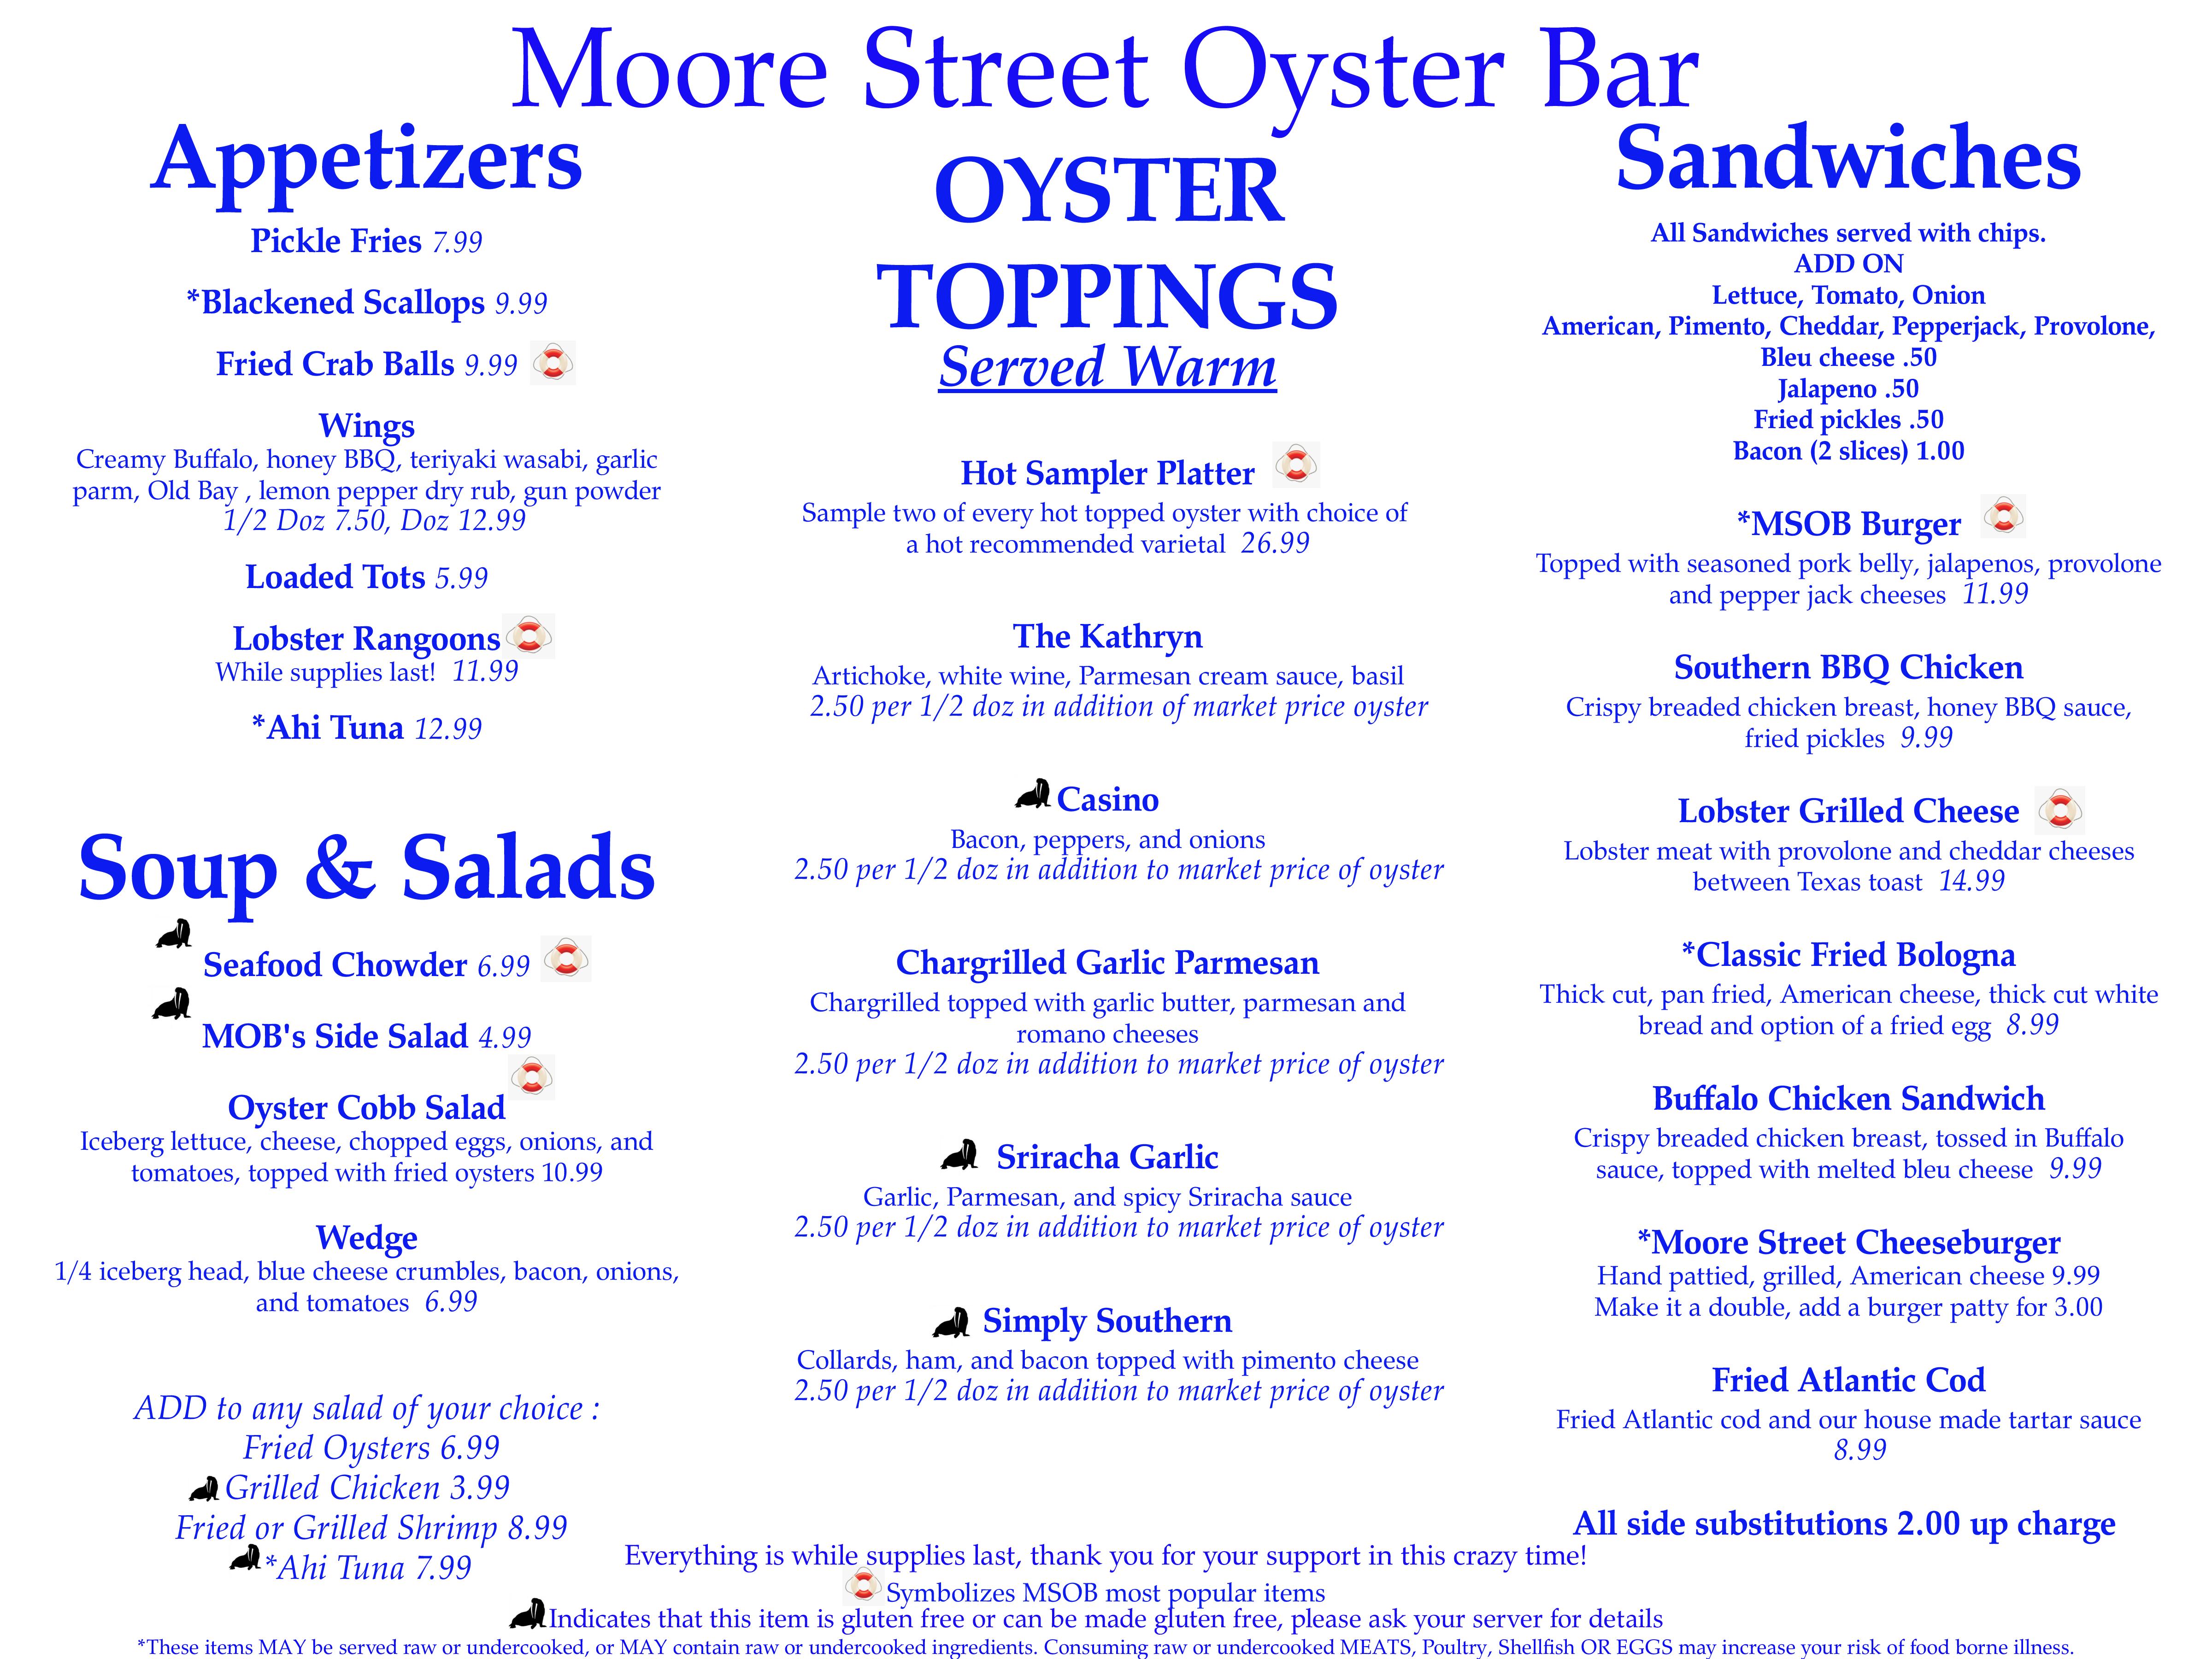 Moore Street Oyster Bar
Appetizers
Pickle Fries 7.99
*Blackened Scallops 9.99
Fried Crab Balls 9.99
Wings
Creamy Buffalo, honey BBQ, teriyaki wasabi, garlic
parm, Old Bay , lemon pepper dry rub, gun powder
1/2 Doz 7.50, Doz 12.99
Loaded Tots 5.99
Lobster Rangoons
While supplies last! 11.99
*Ahi Tuna 12.99
Soup & Salads
Seafood Chowder 6.99
MOB's Side Salad 4.99
Oyster Cobb Salad
Iceberg lettuce, cheese, chopped eggs, onions, and
tomatoes, topped with fried oysters 10.99
Wedge
1/4 iceberg head, blue cheese crumbles, bacon, onions,
and tomatoes 6.99
ADD to any salad of your choice :
Fried Oysters 6.99
Grilled Chicken 3.99
Fried or Grilled Shrimp 8.99
*Ahi Tuna 7.99
OYSTER
TOPPINGS
Served Warm
Hot Sampler Platter
Sample two of every hot topped oyster with choice of
a hot recommended varietal 26.99
The Kathryn
Artichoke, white wine, Parmesan cream sauce, basil
2.50 per 1/2 doz in addition of market price oyster
Casino
Bacon, peppers, and onions
2.50 per 1/2 doz in addition to market price of oyster
Chargrilled Garlic Parmesan
Chargrilled topped with garlic butter, parmesan and
romano cheeses
2.50 per 1/2 doz in addition to market price of oyster
Sriracha Garlic
Garlic, Parmesan, and spicy Sriracha sauce
2.50 per 1/2 doz in addition to market price of oyster
Simply Southern
Collards, ham, and bacon topped with pimento cheese
2.50 per 1/2 doz in addition to market price of oyster
Sandwiches
All Sandwiches served with chips.
ADD ON
Lettuce, Tomato, Onion
American, Pimento, Cheddar, Pepperjack, Provolone,
Bleu cheese .50
Jalapeno .50
Fried pickles .50
Bacon (2 slices) 1.00
*MSOB Burger
Topped with seasoned pork belly, jalapenos, provolone
and pepper jack cheeses 11.99
Southern BBQ Chicken
Crispy breaded chicken breast, honey BBQ sauce,
fried pickles 9.99
Lobster Grilled Cheese
Lobster meat with provolone and cheddar cheeses
between Texas toast 14.99
*Classic Fried Bologna
Thick cut, pan fried, American cheese, thick cut white
bread and option of a fried egg 8.99
Buffalo Chicken Sandwich
Crispy breaded chicken breast, tossed in Buffalo
sauce, topped with melted bleu cheese 9.99
*Moore Street Cheeseburger
Hand pattied, grilled, American cheese 9.99
Make it a double, add a burger patty for 3.00
Fried Atlantic Cod
Fried Atlantic cod and our house made tartar sauce
8.99
All side substitutions 2.00 up charge
Everything is while supplies last, thank you for your support in this crazy time!
Symbolizes MSOB most popular items
Indicates that this item is gluten free or can be made gluten free, please ask your server for details
*These items MAY be served raw or undercooked, or MAY contain raw or undercooked ingredients. Consuming raw or undercooked MEATS, Poultry, Shellfish OR EGGS may increase your risk of food borne illness.